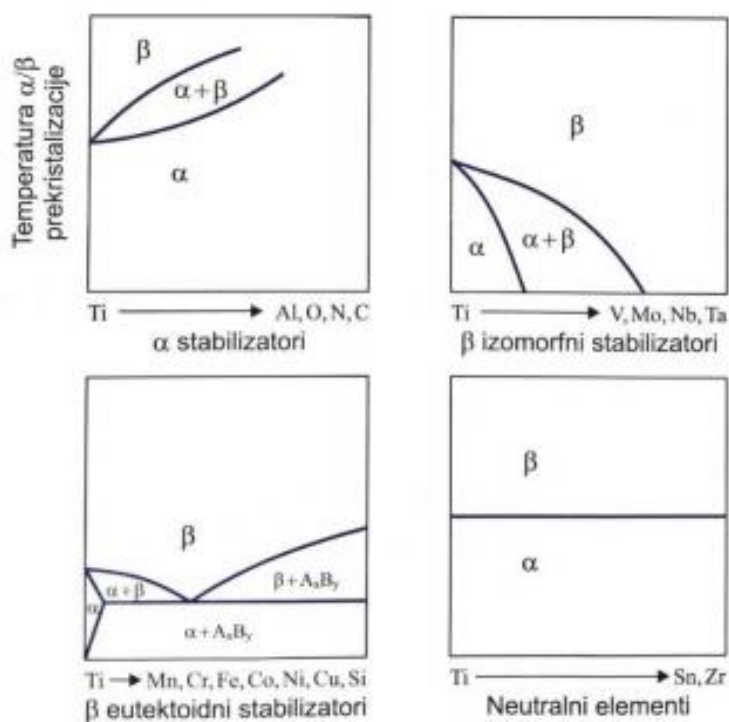 Temperatura α/β
prekristalizacije
β
α+β
α
Ti Al, O, N, C
α stabilizatori
β
α
α+β
Ti V, Mo, Nb, Ta
β izomorfni stabilizatori
β
α+β
α
β+AxBy
α+AxBy
Ti Mn, Cr, Fe, Co, Ni, Cu, Si
β eutektoidni stabilizatori
β
α
Ti Sn, Zr
Neutralni elementi